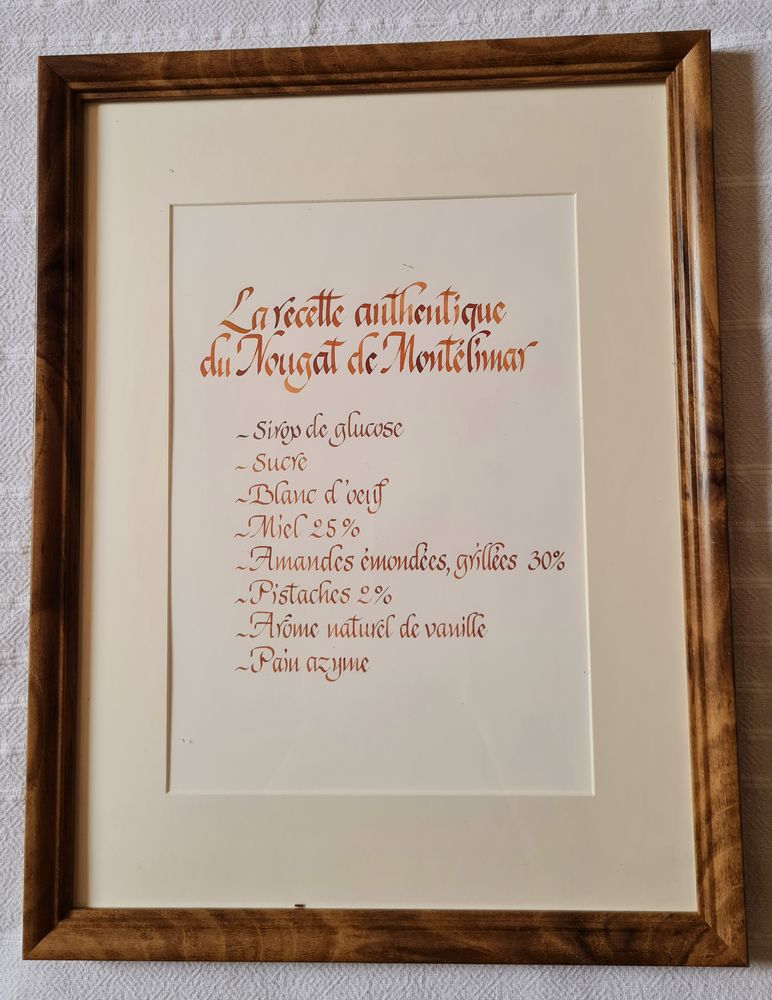 La recette authentique
du Nougat de Montélimar
~ Sirop de glucose
~ Sucre
~ Blanc d'oeuf
~ Miel 25%
~ Amandes émondées, grillées 30%
~ Pistaches 2%
~ Arôme naturel de vanille
~ Pain azyme